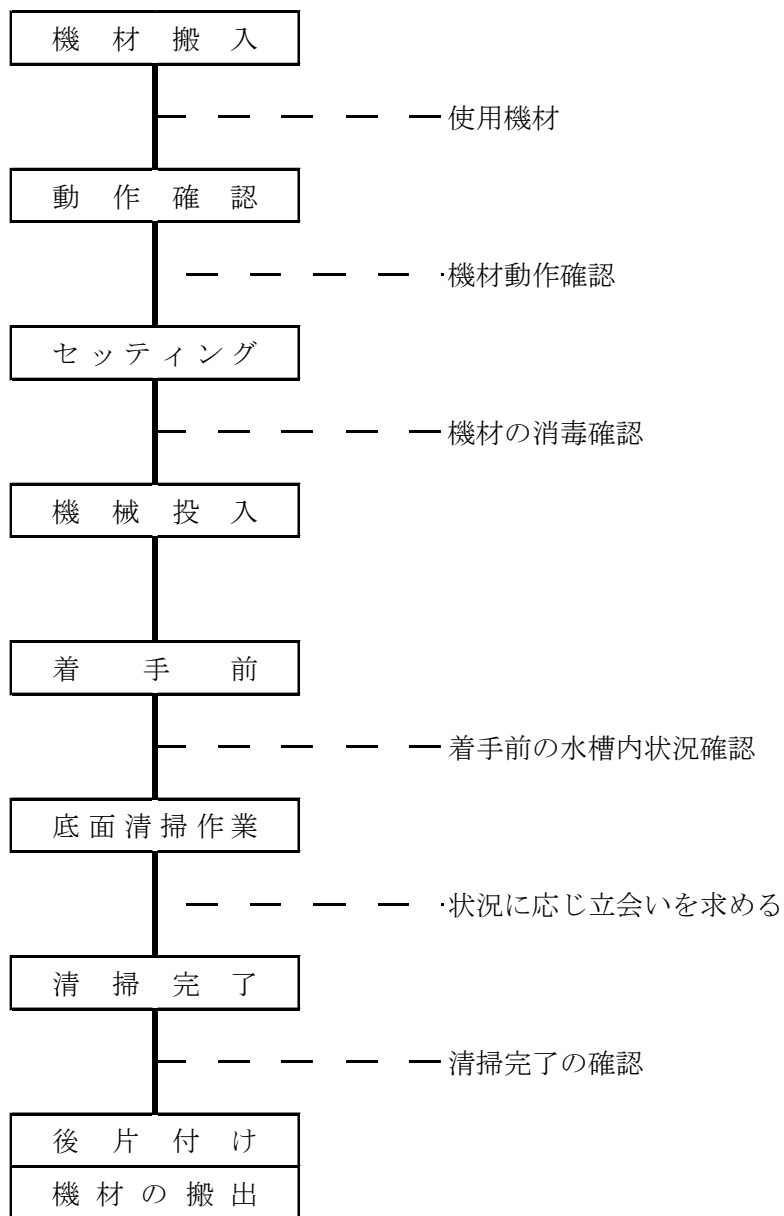 機材搬入
使用機材
動作確認
機材動作確認
セッティング
機材の消毒確認
機械投入
着手前
着手前の水槽内状況確認
底面清掃作業
状況に応じ立会いを求める
清掃完了
清掃完了の確認
後片付け
機材の搬出